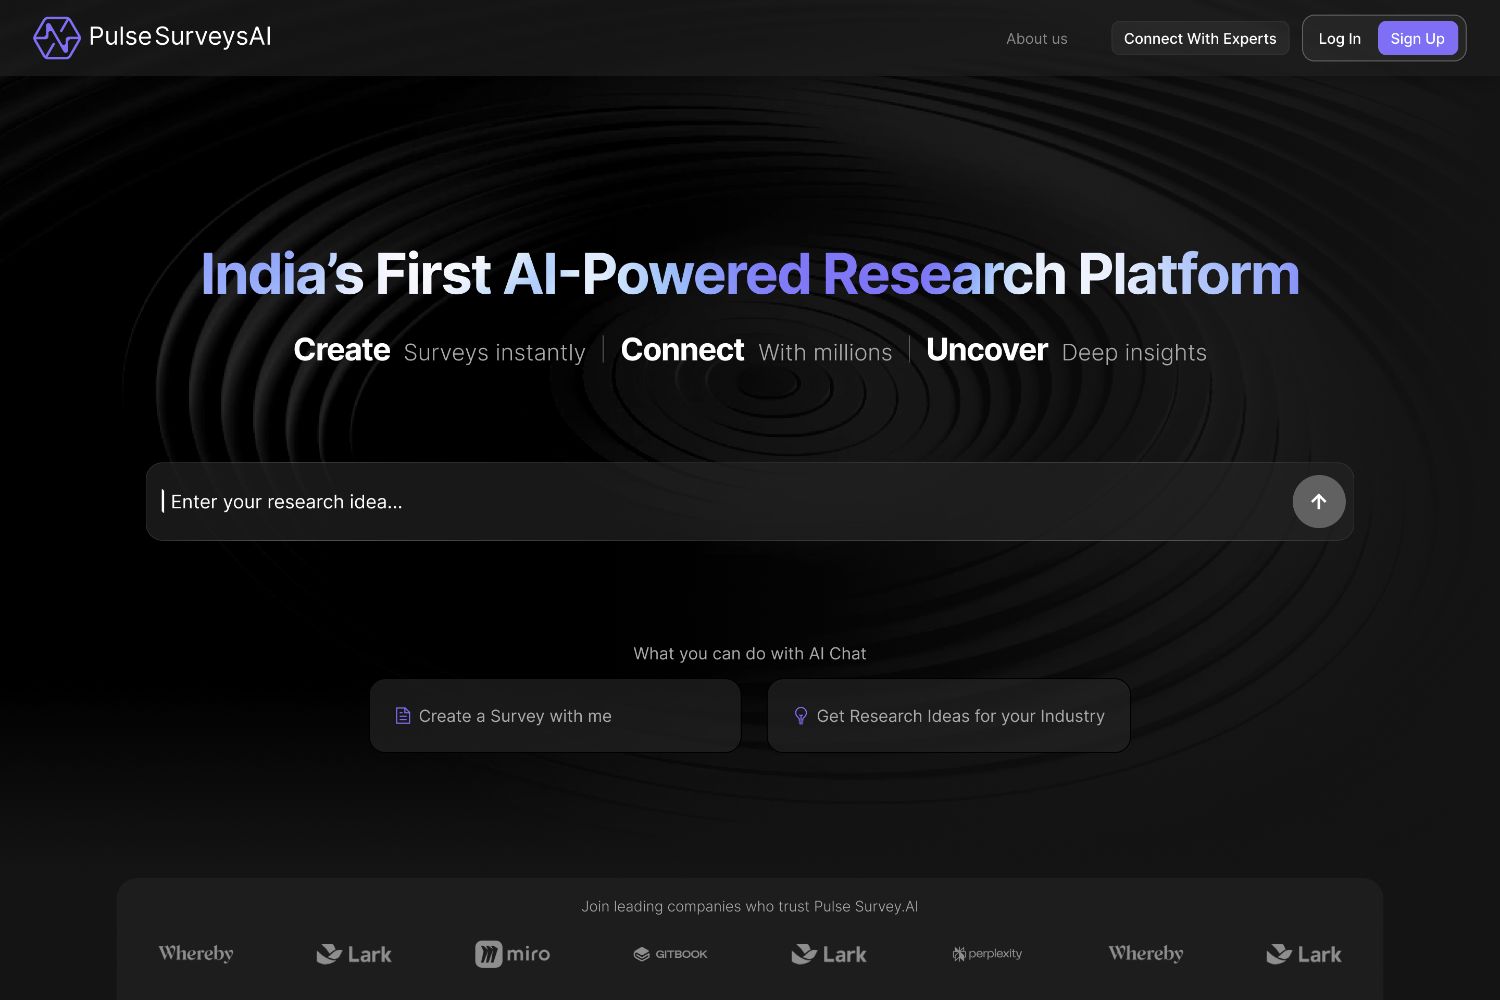 PulseSurveysAI
About us
Connect With Experts
Log In
Sign Up
India’s First AI-Powered Research Platform
Create Surveys instantly
Connect With millions
Uncover Deep insights
Enter your research idea...
What you can do with AI Chat
Create a Survey with me
Get Research Ideas for your Industry
Join leading companies who trust Pulse Survey.AI
Whereby
Lark
miro
GITBOOK
Lark
perplexity
Whereby
Lark